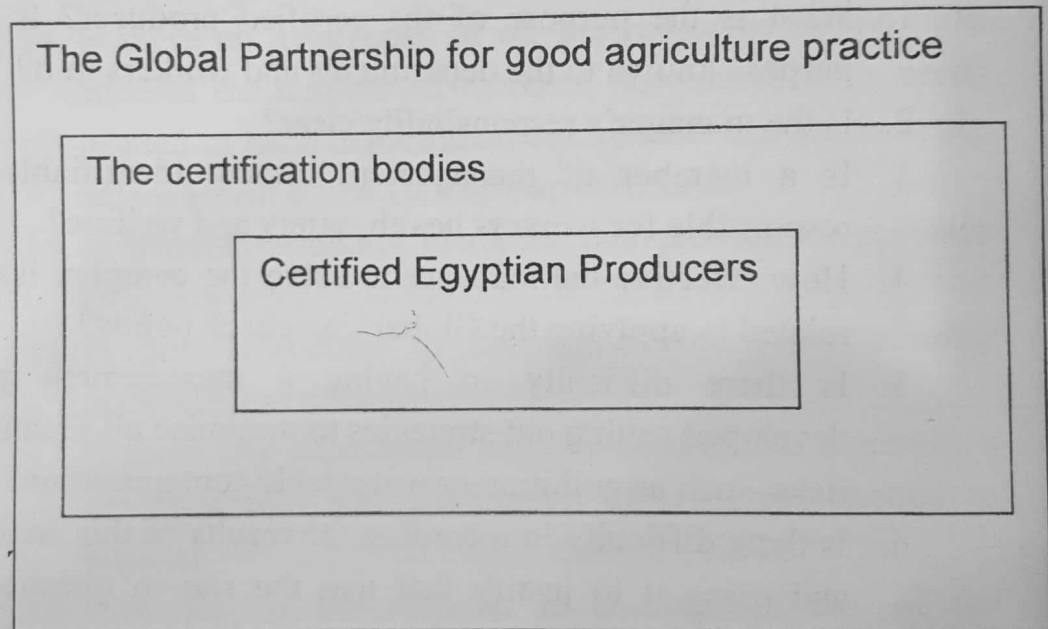 The Global Partnership for good agriculture practice
The certification bodies
Certified Egyptian Producers